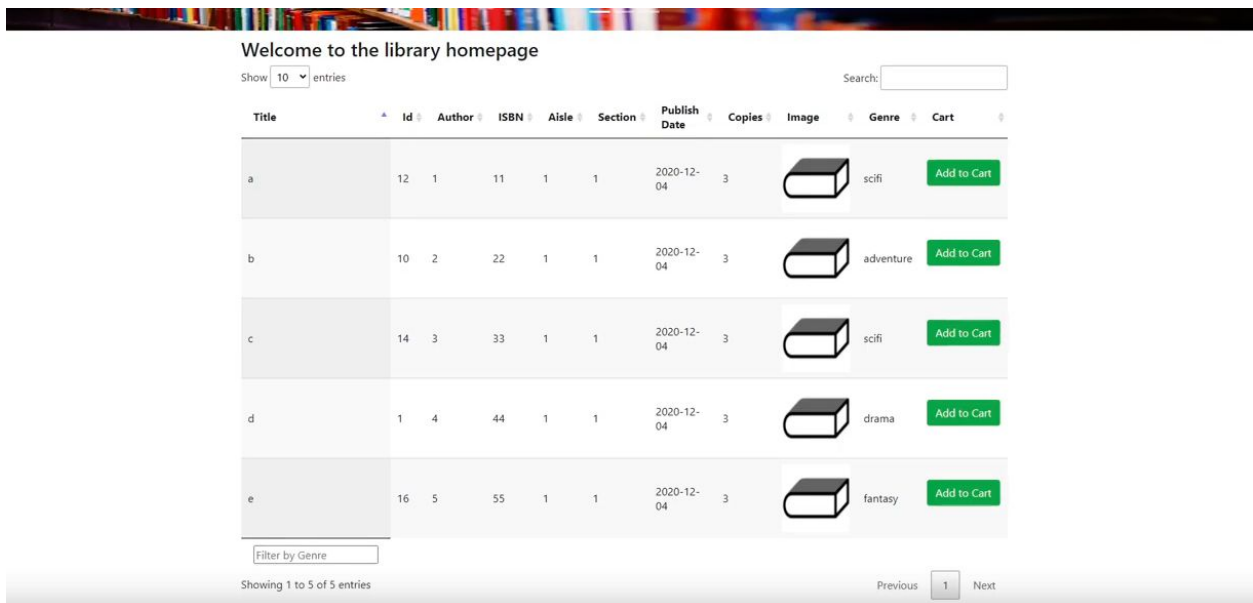 Welcome to the library homepage
Show 10 entries
Search:
Title Id Author ISBN Aisle Section Publish Date Copies Image Genre Cart
a 12 1 11 1 1 2020-12-04 3 scifi Add to Cart
b 10 2 22 1 1 2020-12-04 3 adventure Add to Cart
c 14 3 33 1 1 2020-12-04 3 scifi Add to Cart
d 1 4 44 1 1 2020-12-04 3 drama Add to Cart
e 16 5 55 1 1 2020-12-04 3 fantasy Add to Cart
Filter by Genre
Showing 1 to 5 of 5 entries
Previous 1 Next